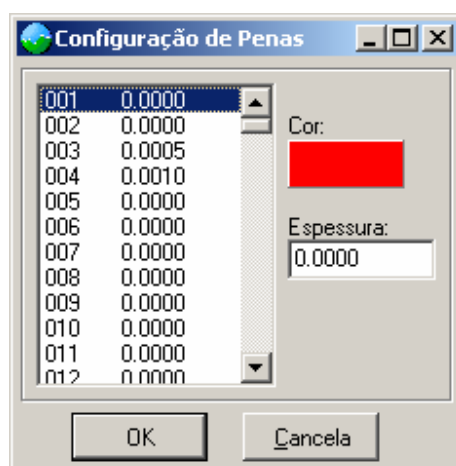 Configuração de Penas
001 0.0000
002 0.0000
003 0.0005
004 0.0010
005 0.0000
006 0.0000
007 0.0000
008 0.0000
009 0.0000
010 0.0000
011 0.0000
012 0.0000
Cor:
Espessura:
0.0000
OK
Cancela